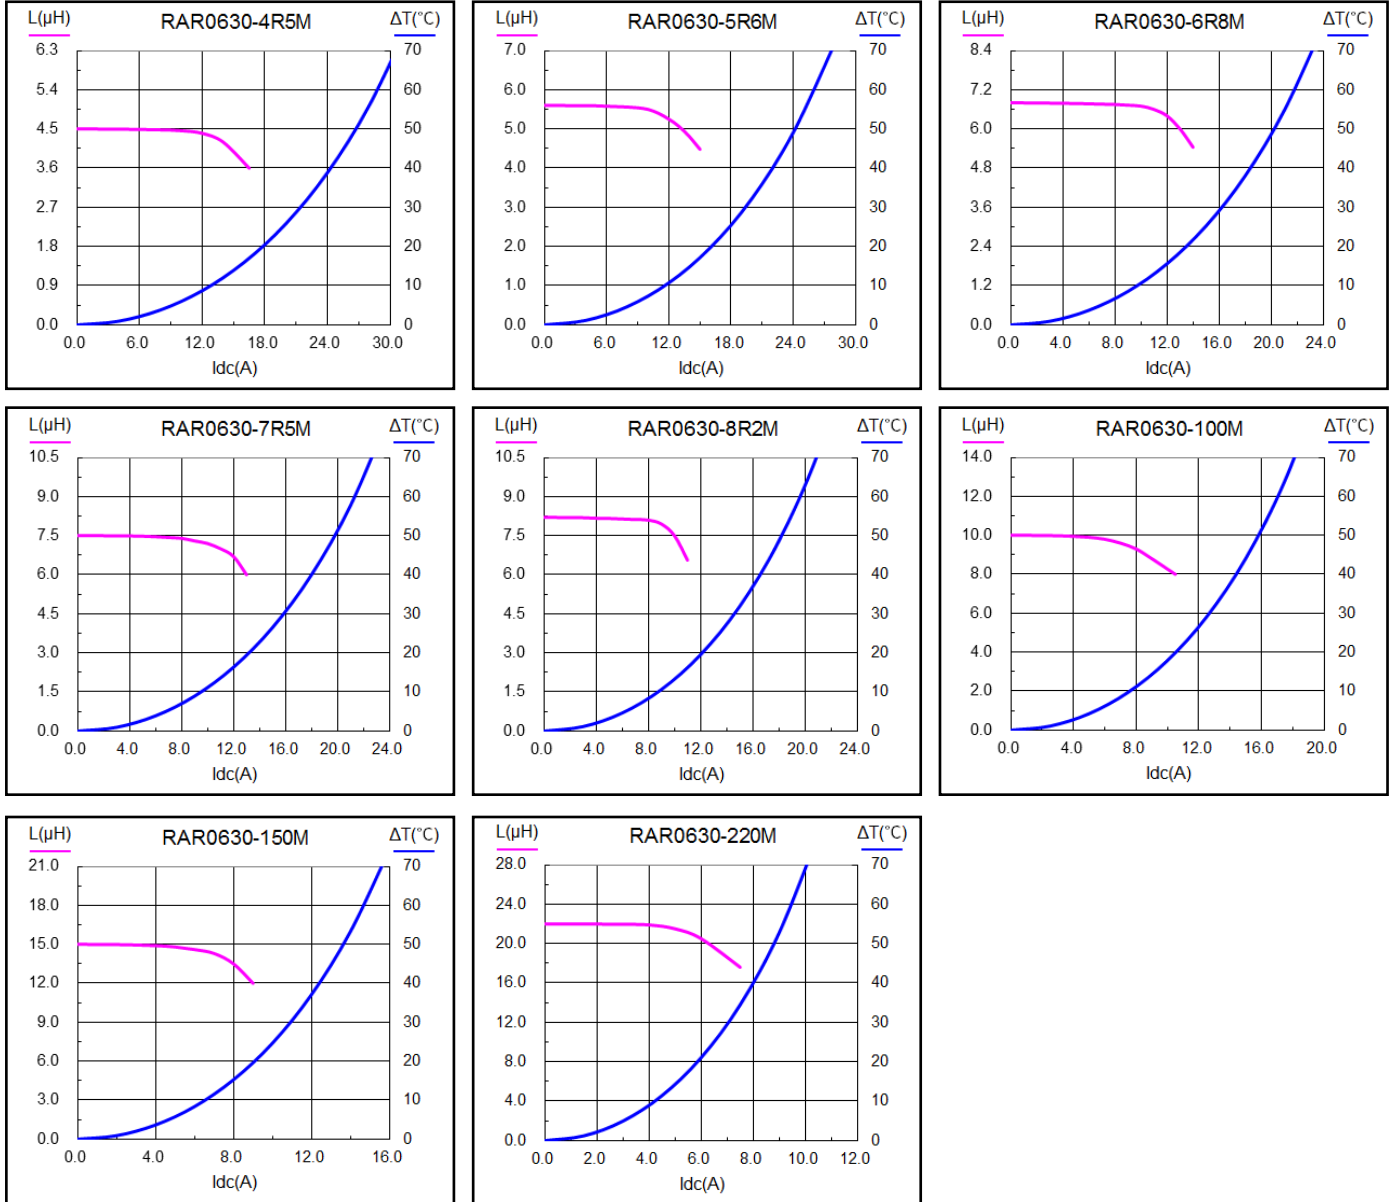 L(µH) RAR0630-4R5M ΔT(°C)
6.3 70
5.4 60
4.5 50
3.6 40
2.7 30
1.8 20
0.9 10
0.0 0
0.0 6.0 12.0 18.0 24.0 30.0
Idc(A)
L(µH) RAR0630-5R6M ΔT(°C)
7.0 70
6.0 60
5.0 50
4.0 40
3.0 30
2.0 20
1.0 10
0.0 0
0.0 6.0 12.0 18.0 24.0 30.0
Idc(A)
L(µH) RAR0630-6R8M ΔT(°C)
8.4 70
7.2 60
6.0 50
4.8 40
3.6 30
2.4 20
1.2 10
0.0 0
0.0 4.0 8.0 12.0 16.0 20.0 24.0
Idc(A)
L(µH) RAR0630-7R5M ΔT(°C)
10.5 70
9.0 60
7.5 50
6.0 40
4.5 30
3.0 20
1.5 10
0.0 0
0.0 4.0 8.0 12.0 16.0 20.0 24.0
Idc(A)
L(µH) RAR0630-8R2M ΔT(°C)
10.5 70
9.0 60
7.5 50
6.0 40
4.5 30
3.0 20
1.5 10
0.0 0
0.0 4.0 8.0 12.0 16.0 20.0 24.0
Idc(A)
L(µH) RAR0630-100M ΔT(°C)
14.0 70
12.0 60
10.0 50
8.0 40
6.0 30
4.0 20
2.0 10
0.0 0
0.0 4.0 8.0 12.0 16.0 20.0
Idc(A)
L(µH) RAR0630-150M ΔT(°C)
21.0 70
18.0 60
15.0 50
12.0 40
9.0 30
6.0 20
3.0 10
0.0 0
0.0 4.0 8.0 12.0 16.0
Idc(A)
L(µH) RAR0630-220M ΔT(°C)
28.0 70
24.0 60
20.0 50
16.0 40
12.0 30
8.0 20
4.0 10
0.0 0
0.0 2.0 4.0 6.0 8.0 10.0 12.0
Idc(A)